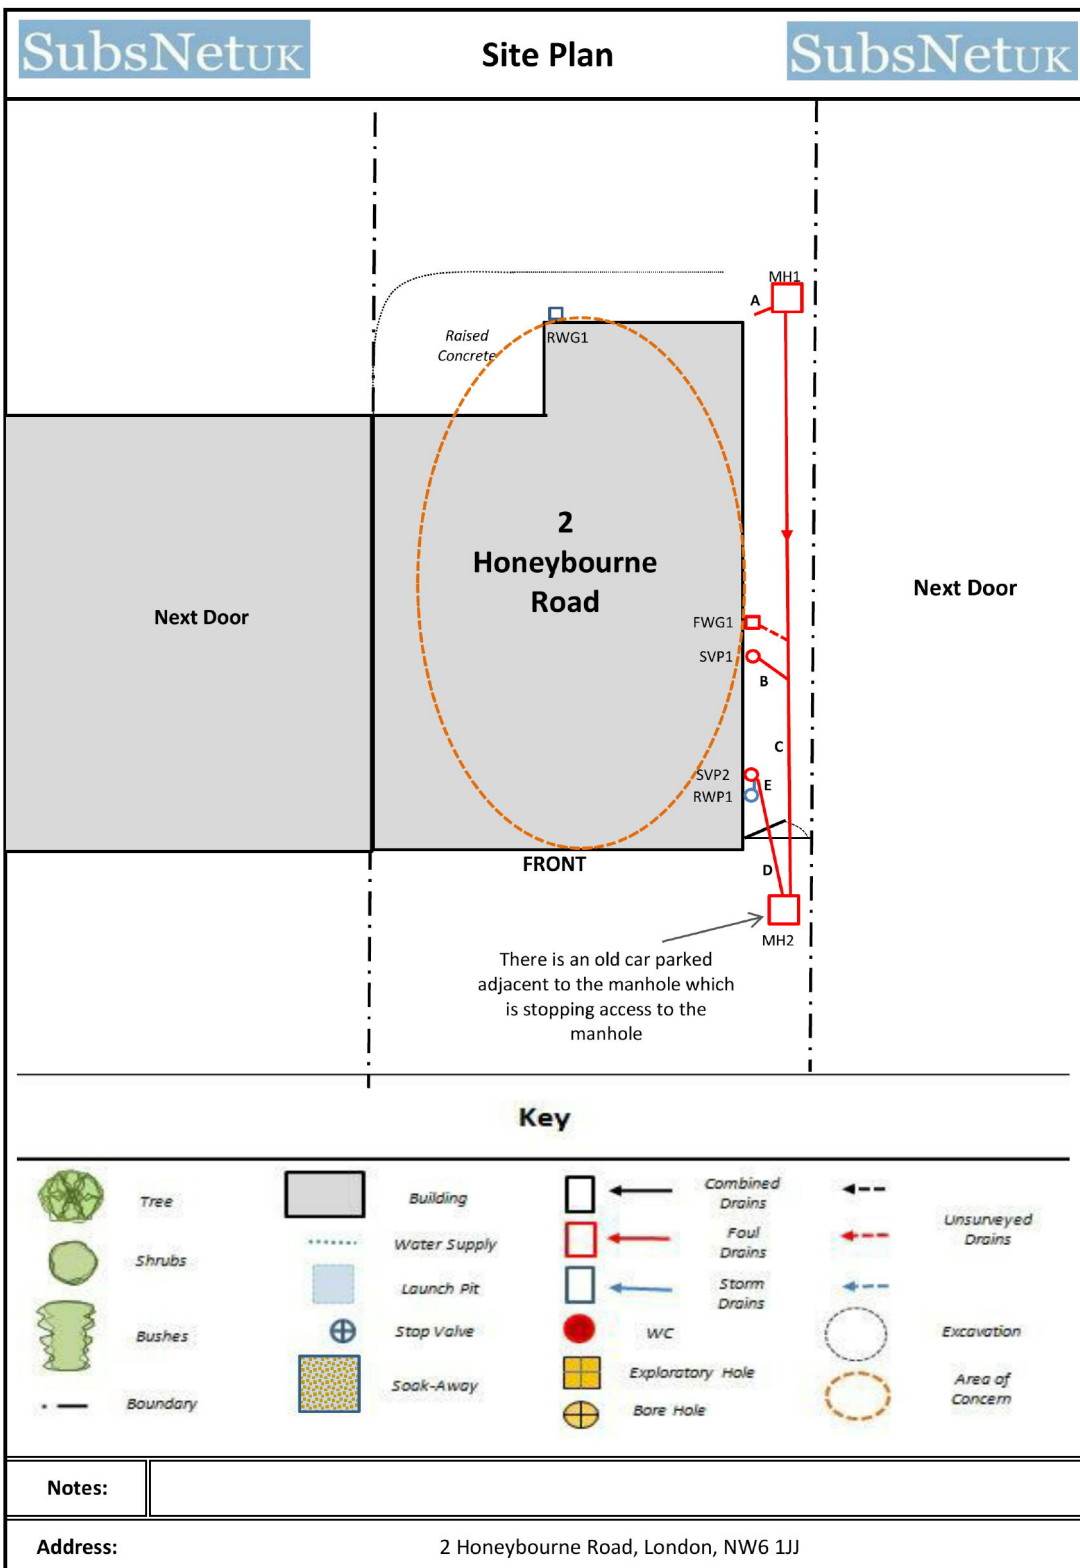 SubsNetUK
Site Plan
SubsNetUK
MH1
A
Raised
Concrete
RWG1
2
Honeybourne
Road
Next Door
Next Door
FWG1
SVP1
B
C
SVP2
E
RWP1
FRONT
D
MH2
There is an old car parked
adjacent to the manhole which
is stopping access to the
manhole
Key
Tree
Shrubs
Bushes
Boundary
Building
Water Supply
Launch Pit
Stop Valve
Soak-Away
Combined
Drains
Foul
Drains
Storm
Drains
WC
Exploratory Hole
Bore Hole
Unsurveyed
Drains
Excavation
Area of
Concern
Notes:
Address:
2 Honeybourne Road, London, NW6 1JJ